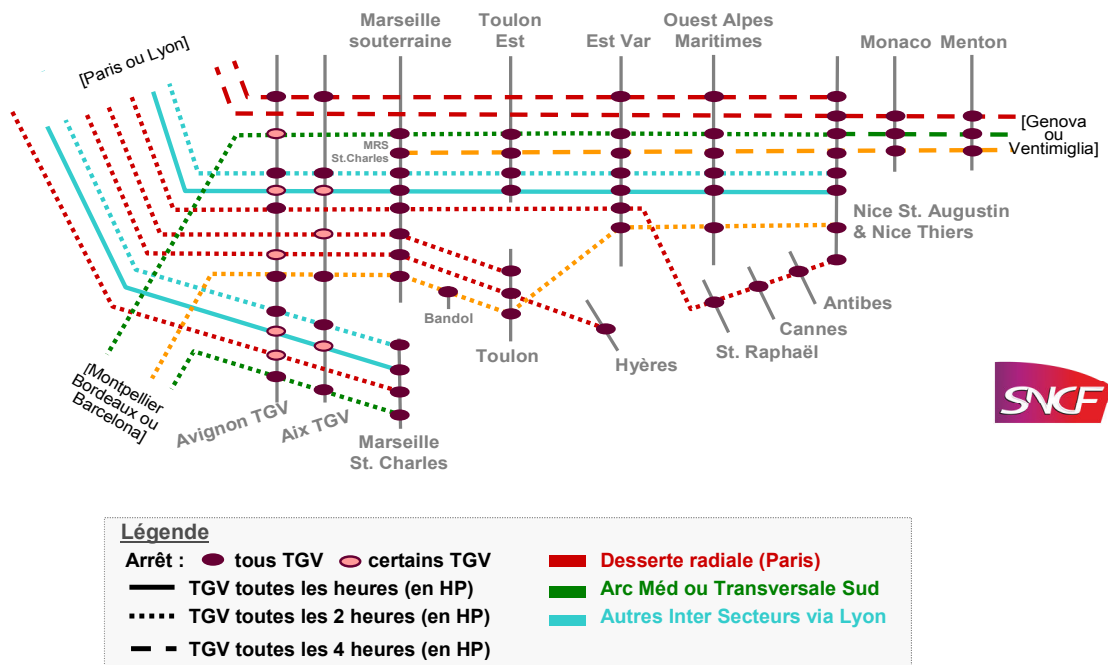 Marseille
souterraine
Toulon
Est
Est Var
Ouest Alpes
Maritimes
Monaco
Menton
[Paris ou Lyon]
[Genova
ou
Ventimiglia]
MRS
St.Charles
Nice St. Augustin
& Nice Thiers
Antibes
Cannes
St. Raphaël
Hyères
Bandol
Toulon
[Montpellier
Bordeaux ou
Barcelona]
Avignon TGV
Aix TGV
Marseille
St. Charles
SNCF
Légende
Arrêt : tous TGV certains TGV
TGV toutes les heures (en HP)
TGV toutes les 2 heures (en HP)
TGV toutes les 4 heures (en HP)
Desserte radiale (Paris)
Arc Méd ou Transversale Sud
Autres Inter Secteurs via Lyon